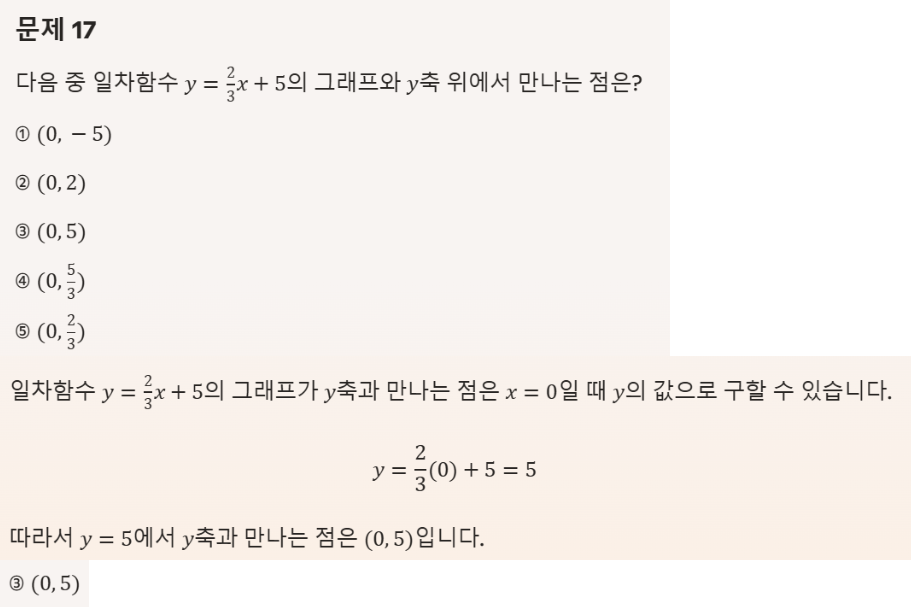 문제 17
다음 중 일차함수 y = 2/3 x + 5의 그래프와 y축 위에서 만나는 점은?
① (0, − 5)
② (0, 2)
③ (0, 5)
④ (0, 5/3)
⑤ (0, 2/3)
일차함수 y = 2/3 x + 5의 그래프가 y축과 만나는 점은 x = 0일 때 y의 값으로 구할 수 있습니다.
y = 2/3 (0) + 5 = 5
따라서 y = 5에서 y축과 만나는 점은 (0, 5)입니다.
③ (0, 5)